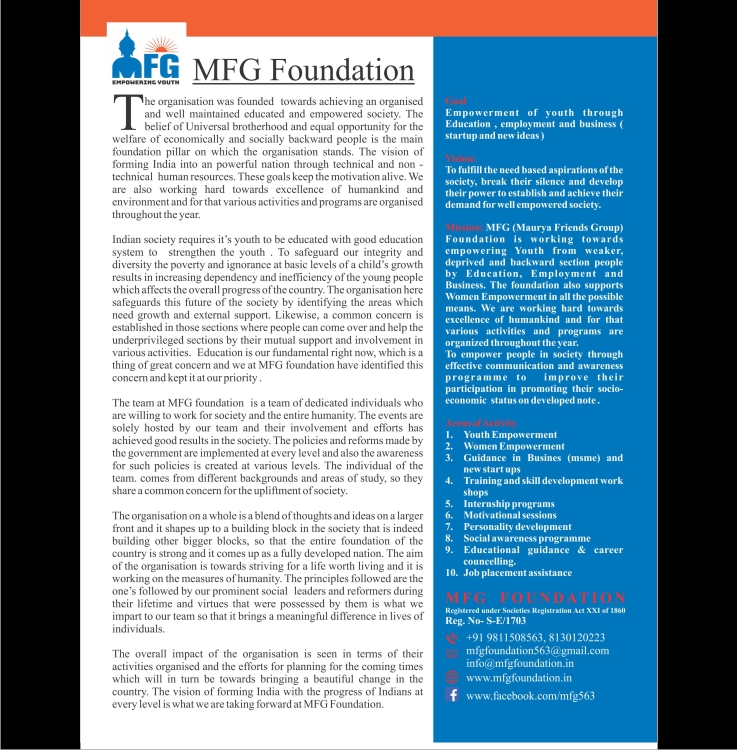 MFG
EMPOWERING YOUTH
MFG Foundation
The organisation was founded towards achieving an organised
and well maintained educated and empowered society. The
belief of Universal brotherhood and equal opportunity for the
welfare of economically and socially backward people is the main
foundation pillar on which the organisation stands. The vision of
forming India into an powerful nation through technical and non -
technical human resources. These goals keep the motivation alive. We
are also working hard towards excellence of humankind and
environment and for that various activities and programs are organised
throughout the year.
Indian society requires it's youth to be educated with good education
system to strengthen the youth . To safeguard our integrity and
diversity the poverty and ignorance at basic levels of a child's growth
results in increasing dependency and inefficiency of the young people
which affects the overall progress of the country. The organisation here
safeguards this future of the society by identifying the areas which
need growth and external support. Likewise, a common concern is
established in those sections where people can come over and help the
underprivileged sections by their mutual support and involvement in
various activities. Education is our fundamental right now, which is a
thing of great concern and we at MFG foundation have identified this
concern and kept it at our priority .
The team at MFG foundation is a team of dedicated individuals who
are willing to work for society and the entire humanity. The events are
solely hosted by our team and their involvement and efforts has
achieved good results in the society. The policies and reforms made by
the government are implemented at every level and also the awareness
for such policies is created at various levels. The individual of the
team. comes from different backgrounds and areas of study, so they
share a common concern for the upliftment of society.
The organisation on a whole is a blend of thoughts and ideas on a larger
front and it shapes up to a building block in the society that is indeed
building other bigger blocks, so that the entire foundation of the
country is strong and it comes up as a fully developed nation. The aim
of the organisation is towards striving for a life worth living and it is
working on the measures of humanity. The principles followed are the
one's followed by our prominent social leaders and reformers during
their lifetime and virtues that were possessed by them is what we
impart to our team so that it brings a meaningful difference in lives of
individuals.
The overall impact of the organisation is seen in terms of their
activities organised and the efforts for planning for the coming times
which will in turn be towards bringing a beautiful change in the
country. The vision of forming India with the progress of Indians at
every level is what we are taking forward at MFG Foundation.
Goal
Empowerment of youth through
Education , employment and business (
startup and new ideas )
Vision:
To fulfill the need based aspirations of the
society, break their silence and develop
their power to establish and achieve their
demand for well empowered society.
Mission: MFG (Maurya Friends Group)
Foundation is working towards
empowering Youth from weaker,
deprived and backward section people
by Education, Employment and
Business. The foundation also supports
Women Empowerment in all the possible
means. We are working hard towards
excellence of humankind and for that
various activities and programs are
organized throughout the year.
To empower people in society through
effective communication and awareness
programme to improve their
participation in promoting their socio-
economic status on developed note .
Areas of Activity
1. Youth Empowerment
2. Women Empowerment
3. Guidance in Busines (msme) and
new start ups
4. Training and skill development work
shops
5. Internship programs
6. Motivational sessions
7. Personality development
8. Social awareness programme
9. Educational guidance & career
councelling.
10. Job placement assistance
MFG FOUNDATION
Registered under Societies Registration Act XXI of 1860
Reg. No- S-E/1703
+91 9811508563, 8130120223
mfgfoundation563@gmail.com
info@mfgfoundation.in
www.mfgfoundation.in
www.facebook.com/mfg563